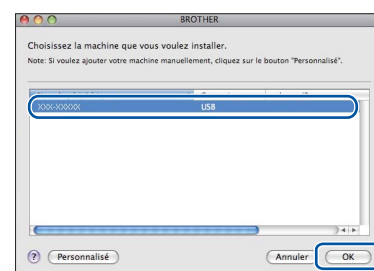 BROTHER
Choisissez la machine que vous voulez installer.
Note: Si voulez ajouter votre machine manuellement, cliquez sur le bouton "Personnalisé".
XXX-XXXXX USB
? Personnalisé Annuler OK